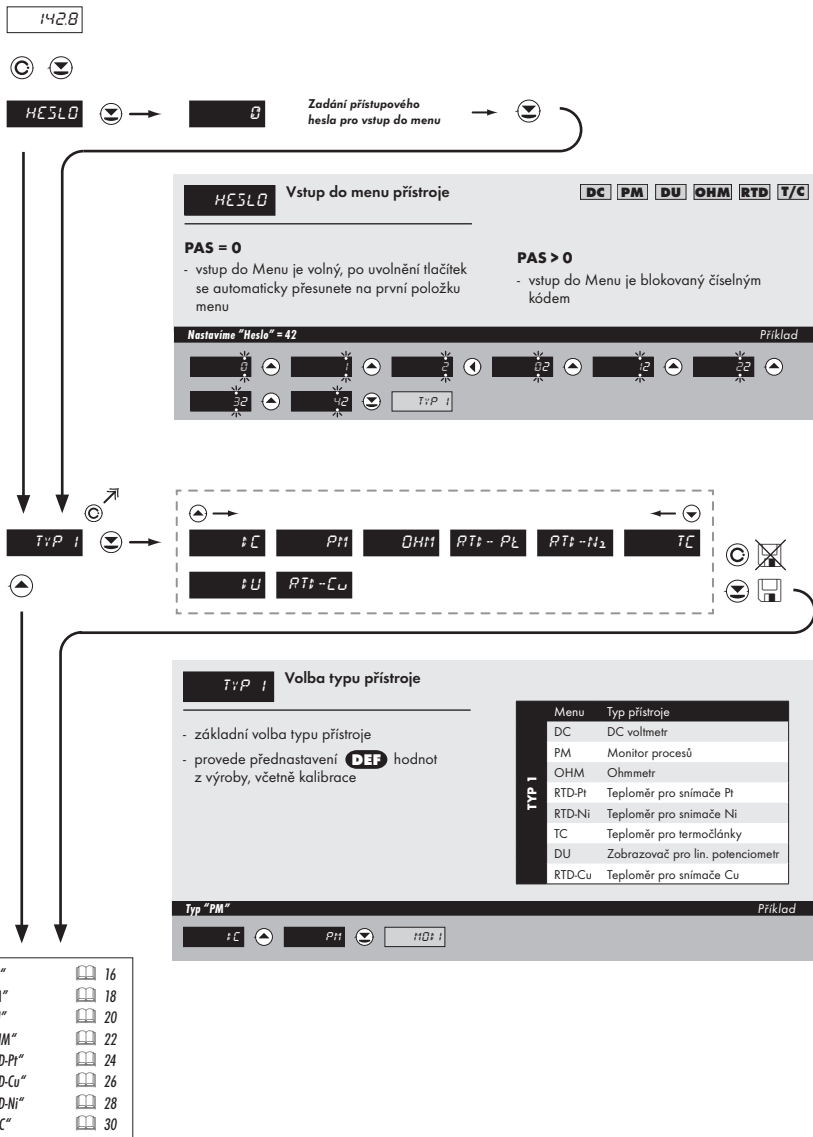 142.8
HESLO
0
Zadání přístupového
hesla pro vstup do menu
HESLO
Vstup do menu přístroje
DC PM DU OHM RTD T/C
PAS = 0
- vstup do Menu je volný, po uvolnění tlačítek
se automaticky přesunete na první položku
menu
PAS > 0
- vstup do Menu je blokovaný číselným
kódem
Nastavíme "Heslo" = 42
Příklad
0 1 2 02 12 22
32 42 TYP 1
TYP 1
DC PM OHM RTD-Pt RTD-Ni TC
DU RTD-Cu
TYP 1
Volba typu přístroje
- základní volba typu přístroje
- provede přednastavení DEF hodnot
z výroby, včetně kalibrace
TYP 1
Menu Typ přístroje
DC DC voltmetr
PM Monitor procesů
OHM Ohmmetr
RTD-Pt Teploměr pro snímače Pt
RTD-Ni Teploměr pro snimače Ni
TC Teploměr pro termočlánky
DU Zobrazovač pro lin. potenciometr
RTD-Cu Teploměr pro snímače Cu
Typ "PM"
Příklad
DC PM MOD 1
“ 16
“ 18
“ 20
HM“ 22
D-Pt“ 24
D-Cu“ 26
D-Ni“ 28
C“ 30